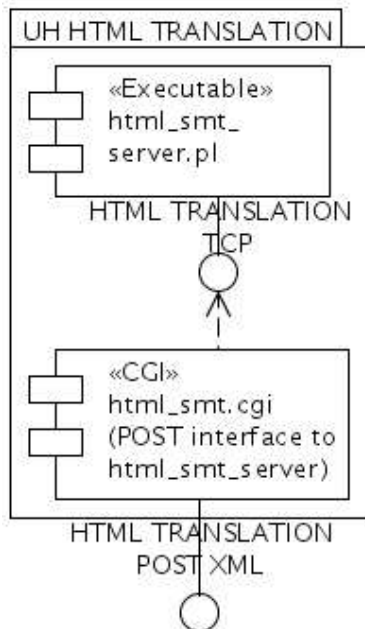 UH HTML TRANSLATION
«Executable»
html_smt_
server.pl
HTML TRANSLATION
TCP
«CGI»
html_smt.cgi
(POST interface to
html_smt_server)
HTML TRANSLATION
POST XML